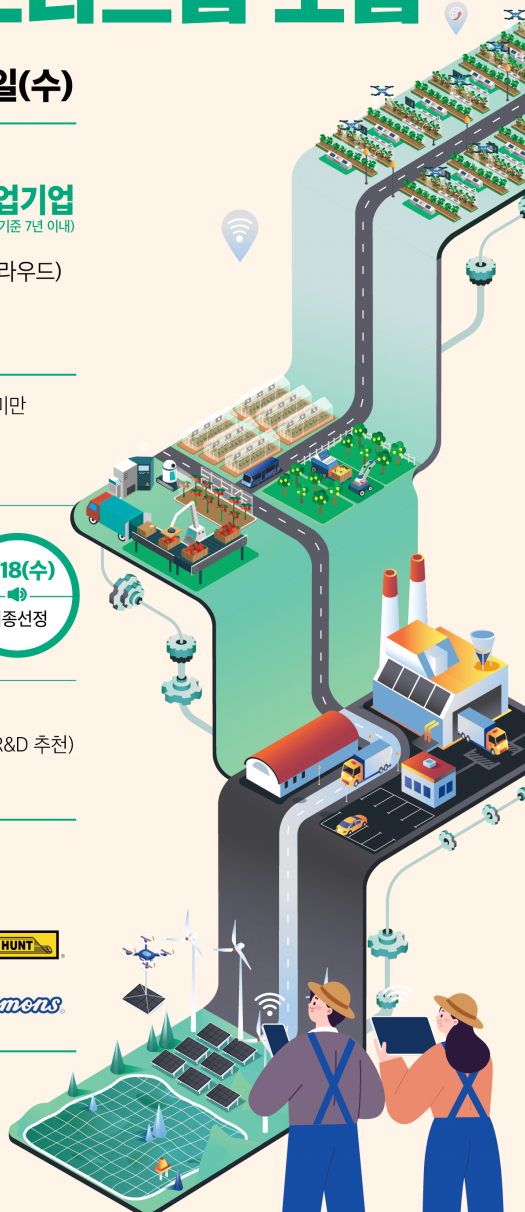 일(수)
업기업
기준 7년 이내)
라우드)
미만
18(수)
종선정
R&D 추천)
HUNT
mons